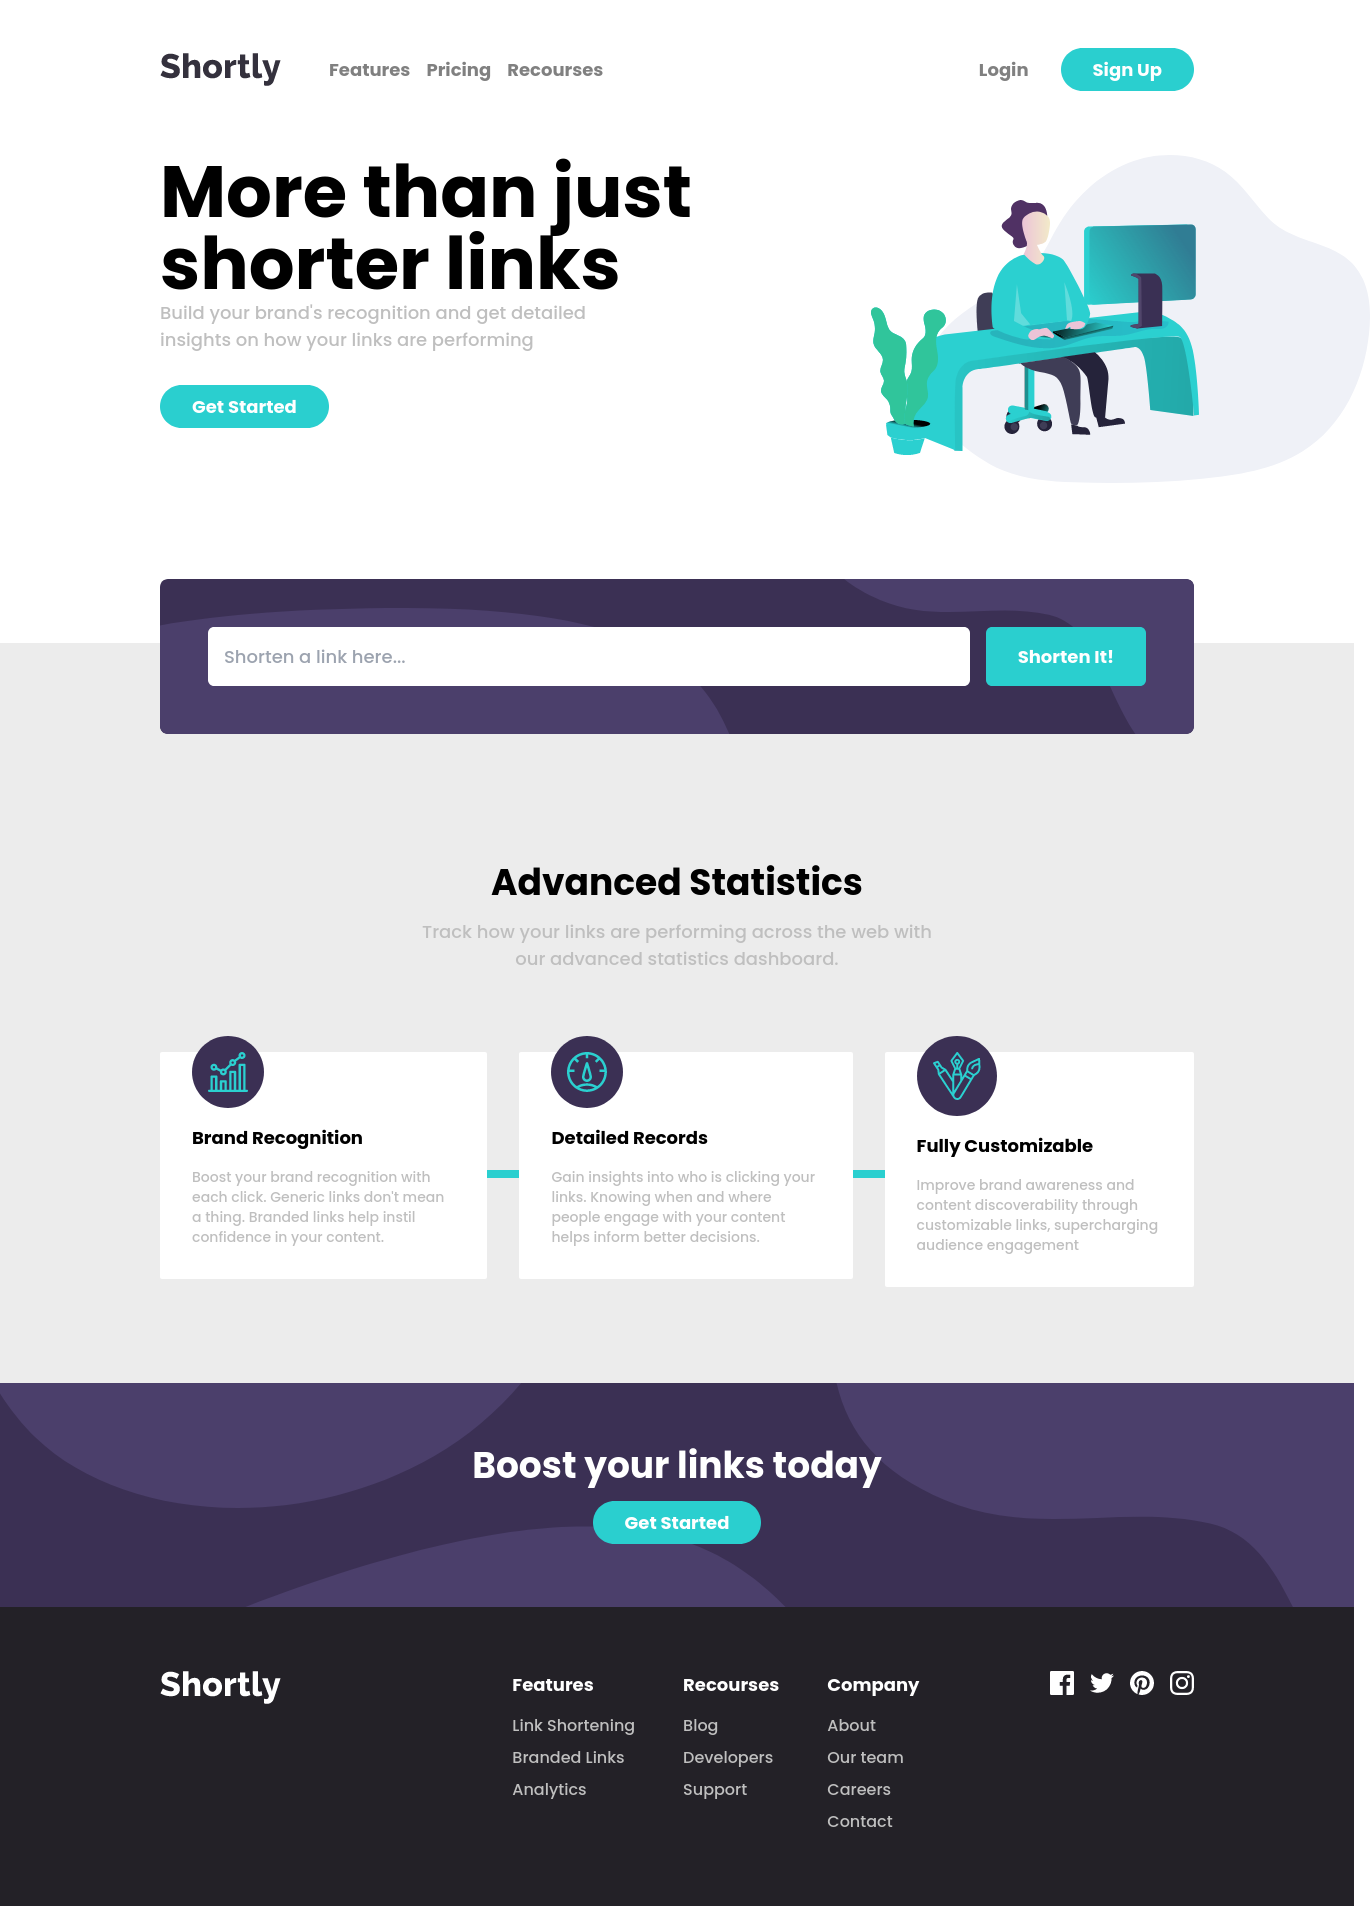 Shortly
Features Pricing Recourses
Login Sign Up
More than just
shorter links
Build your brand's recognition and get detailed
insights on how your links are performing
Get Started
Shorten a link here...
Shorten It!
Advanced Statistics
Track how your links are performing across the web with
our advanced statistics dashboard.
Brand Recognition
Boost your brand recognition with
each click. Generic links don't mean
a thing. Branded links help instil
confidence in your content.
Detailed Records
Gain insights into who is clicking your
links. Knowing when and where
people engage with your content
helps inform better decisions.
Fully Customizable
Improve brand awareness and
content discoverability through
customizable links, supercharging
audience engagement
Boost your links today
Get Started
Shortly
Features
Link Shortening
Branded Links
Analytics
Recourses
Blog
Developers
Support
Company
About
Our team
Careers
Contact